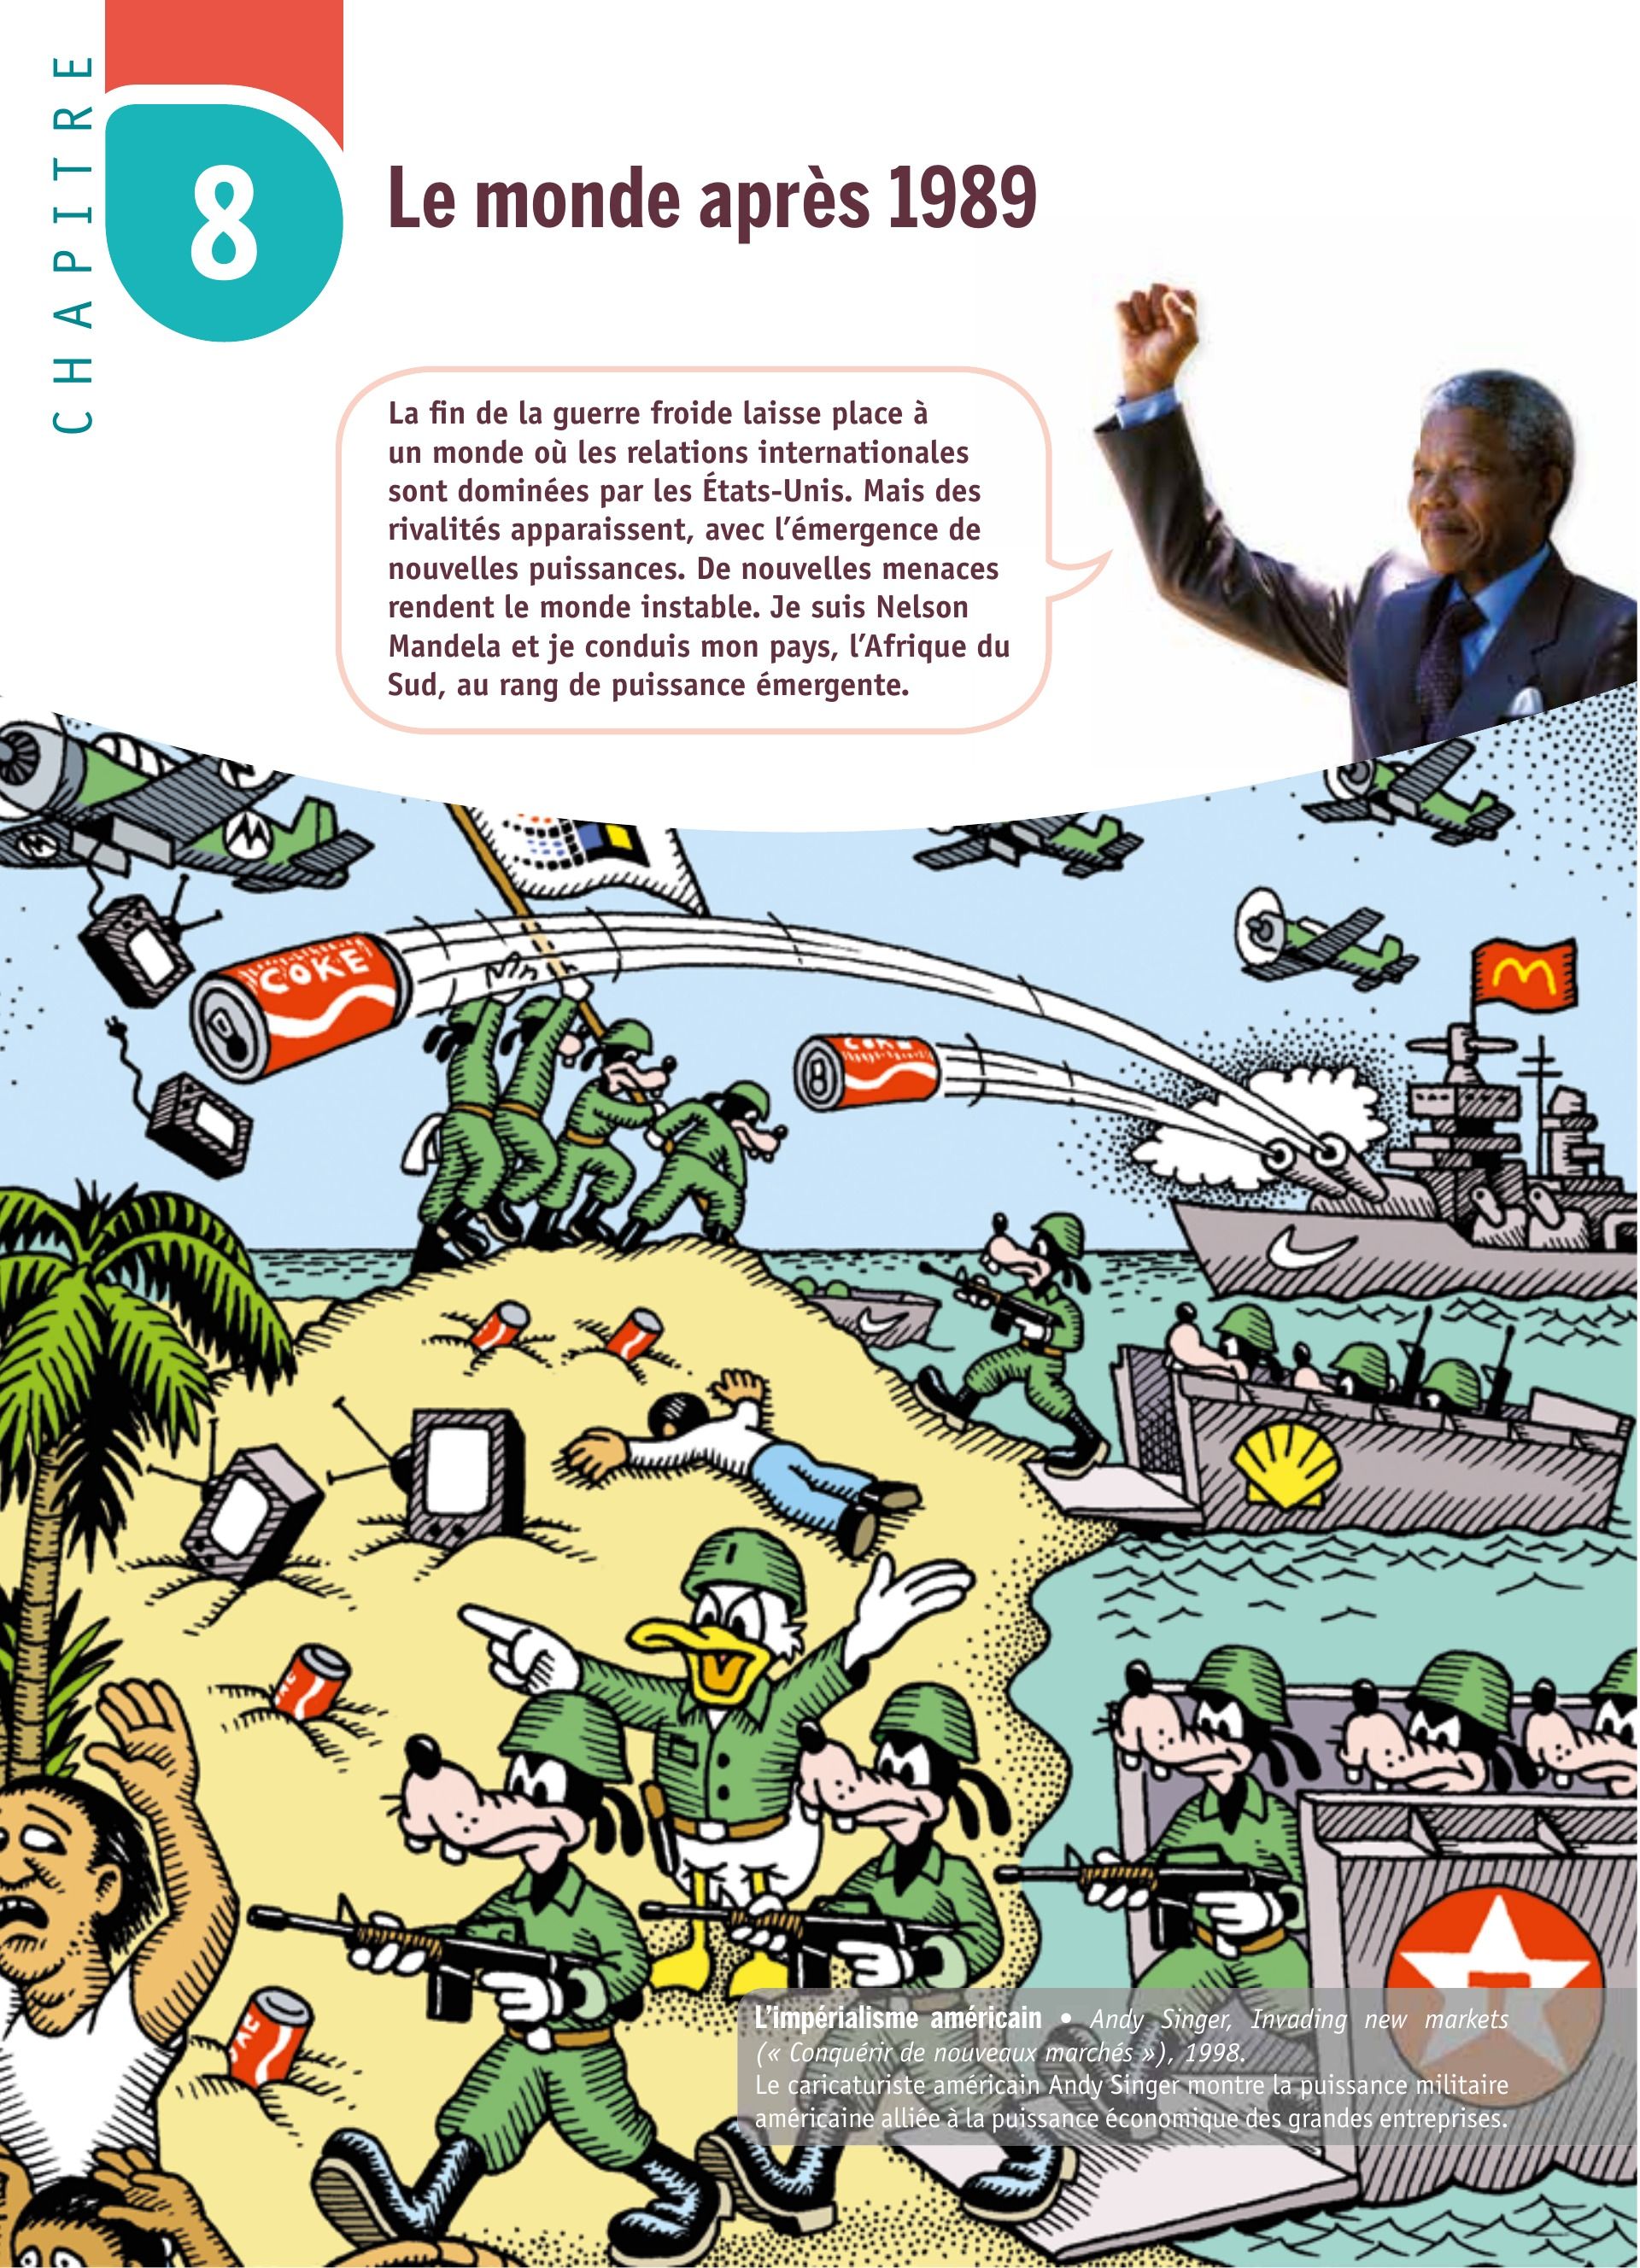 CHAPITRE
8
Le monde après 1989
La fin de la guerre froide laisse place à
un monde où les relations internationales
sont dominées par les États-Unis. Mais des
rivalités apparaissent, avec l’émergence de
nouvelles puissances. De nouvelles menaces
rendent le monde instable. Je suis Nelson
Mandela et je conduis mon pays, l’Afrique du
Sud, au rang de puissance émergente.
COKE
COKE
L’impérialisme américain • Andy Singer, Invading new markets
(« Conquérir de nouveaux marchés »), 1998.
Le caricaturiste américain Andy Singer montre la puissance militaire
américaine alliée à la puissance économique des grandes entreprises.